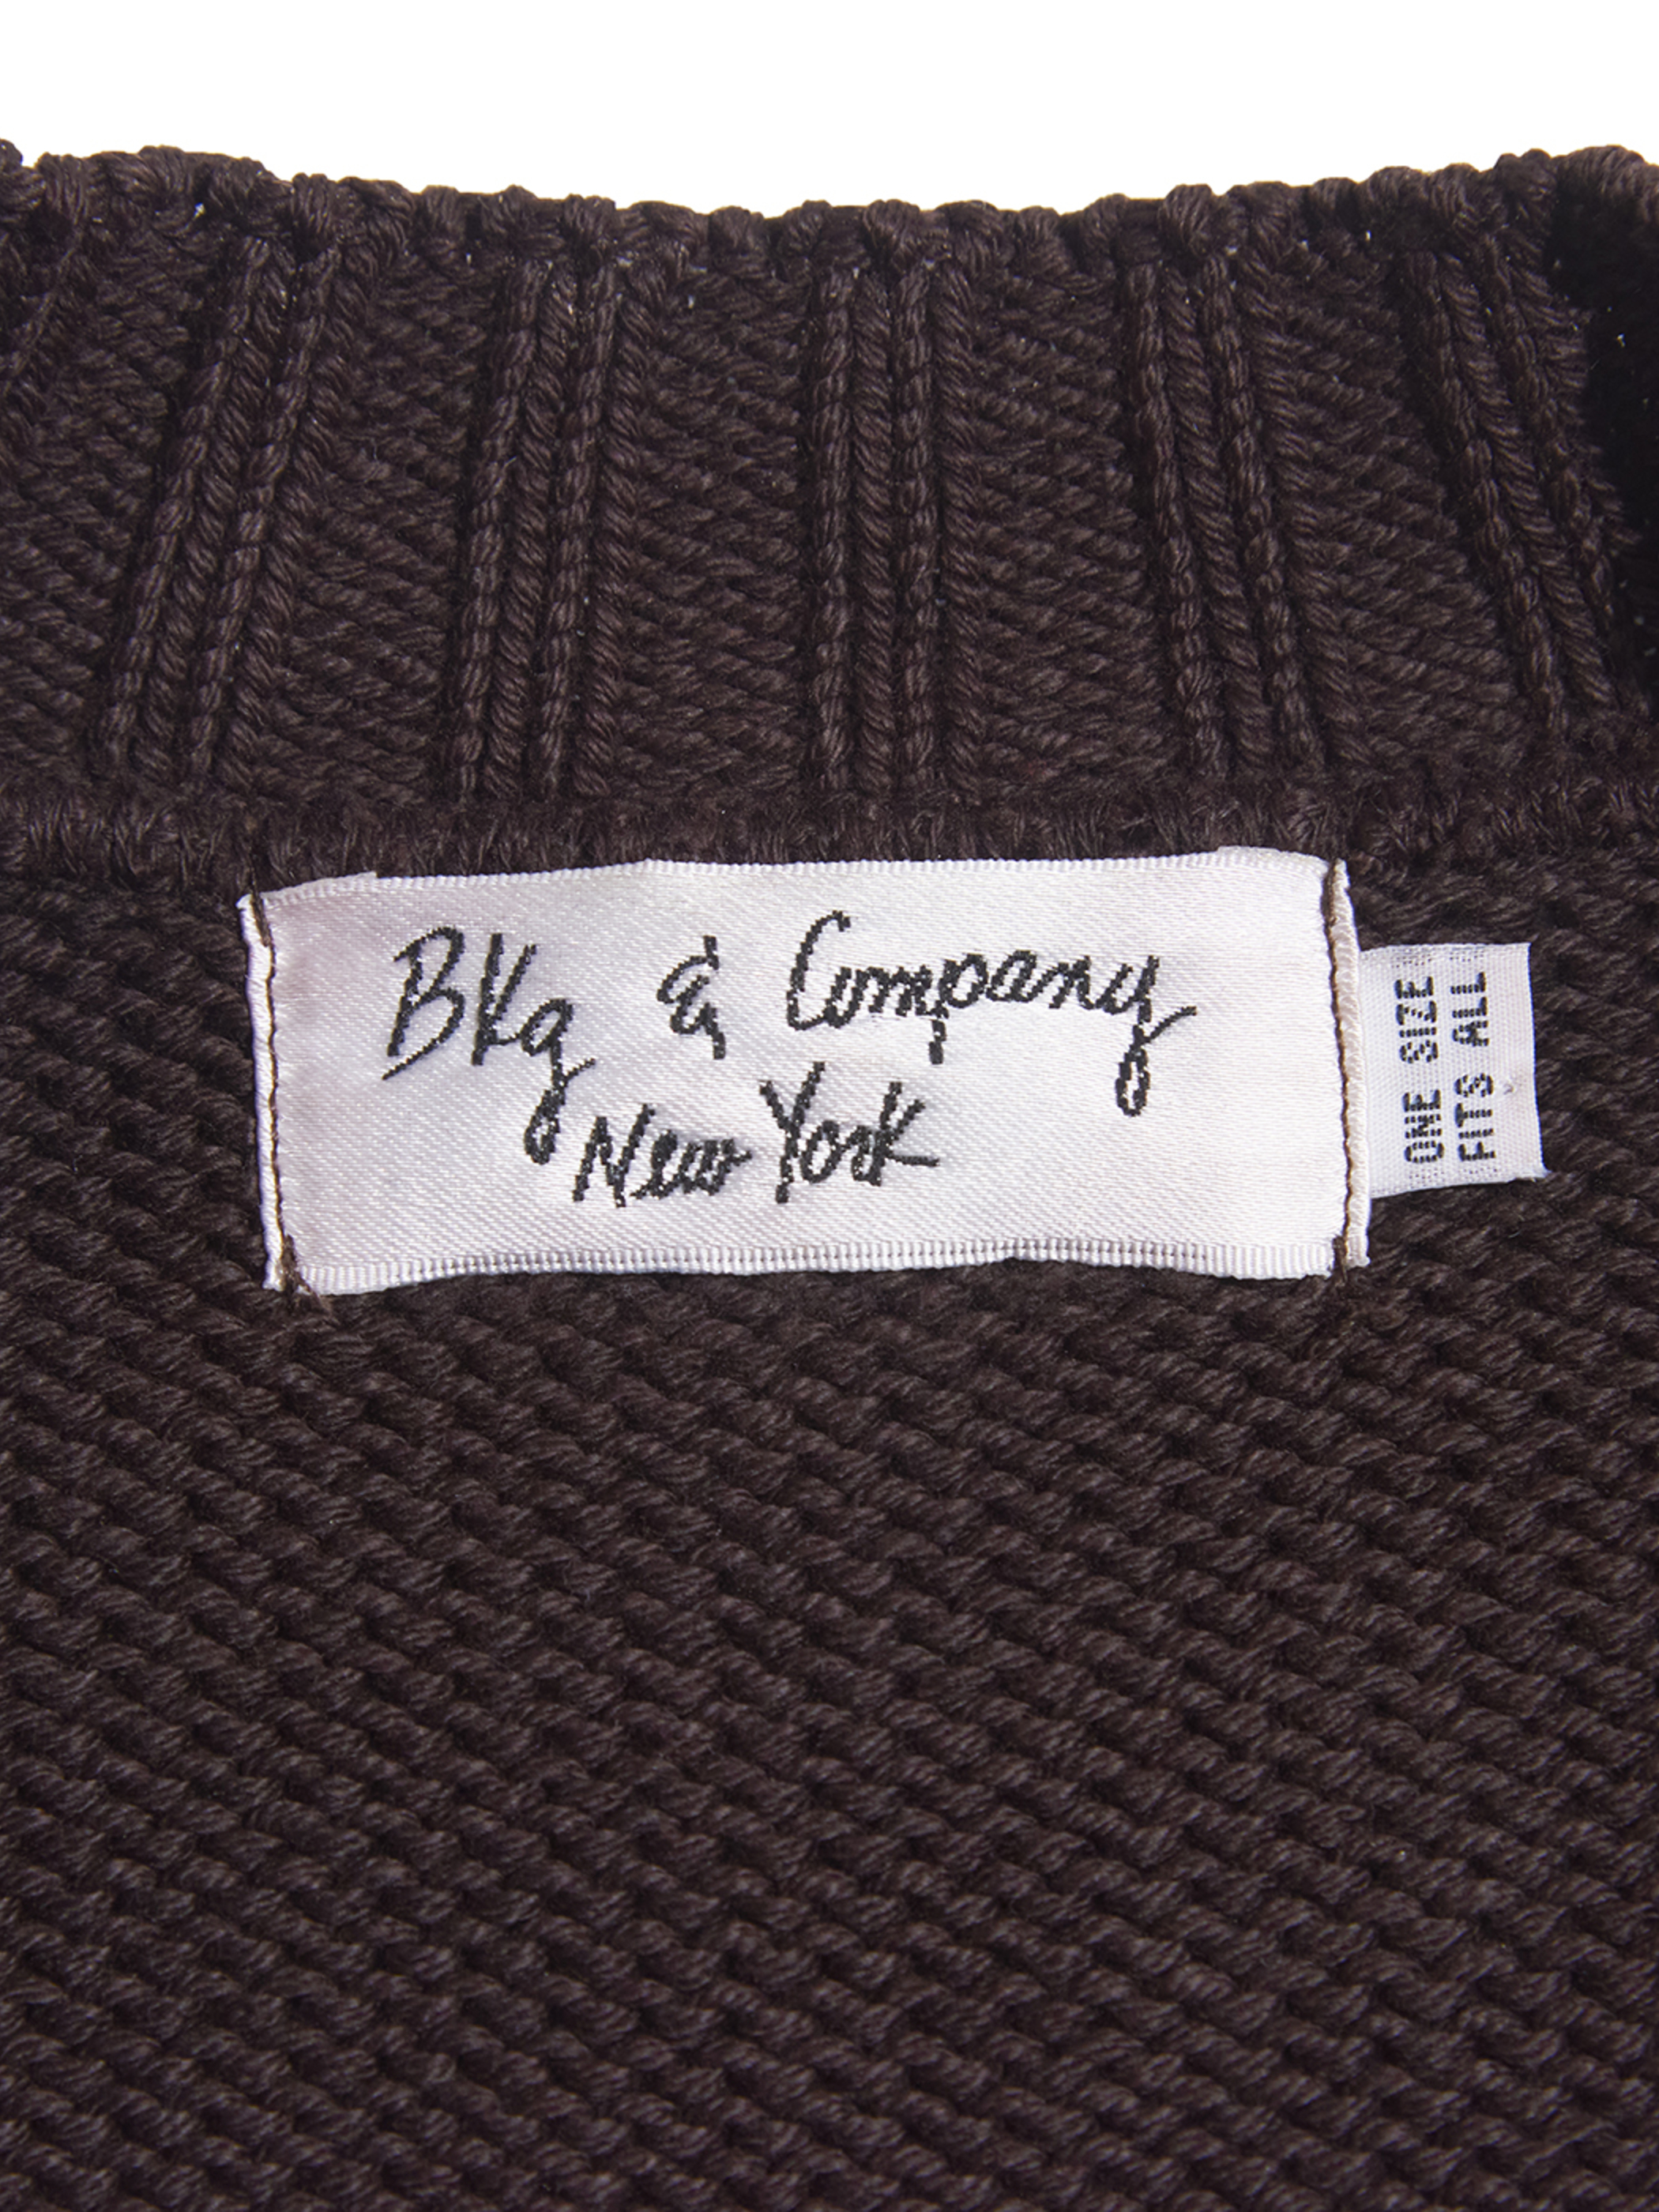 Bkg & Company
New York
ONE SIZE
FITS ALL